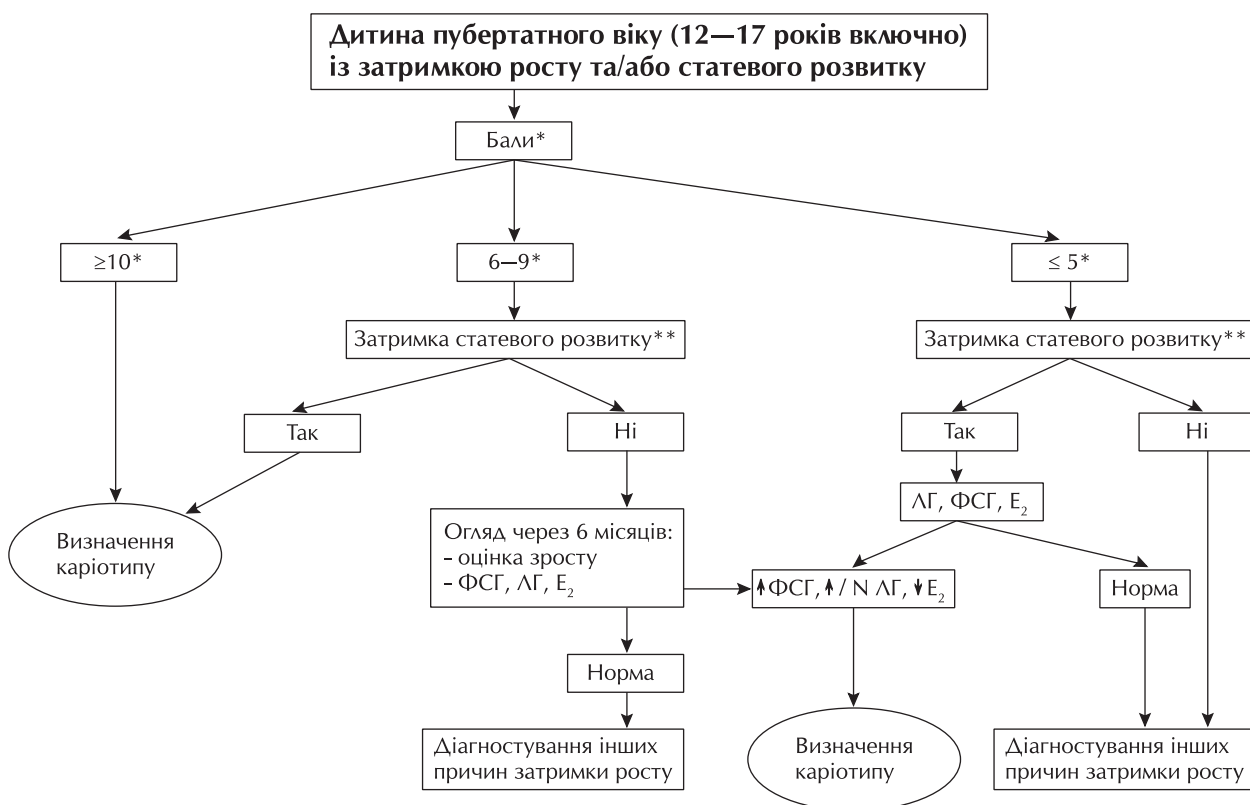 Дитина пубертатного віку (12—17 років включно)
із затримкою росту та/або статевого розвитку
Бали*
≥10*
6—9*
≤ 5*
Затримка статевого розвитку**
Затримка статевого розвитку**
Так
Ні
Так
Ні
ЛГ, ФСГ, E₂
Визначення
каріотипу
Огляд через 6 місяців:
– оцінка зросту
– ФСГ, ЛГ, E₂
↑ФСГ, ↑/ N ЛГ, ↓E₂
Норма
Норма
Діагностування інших
причин затримки росту
Визначення
каріотипу
Діагностування інших
причин затримки росту